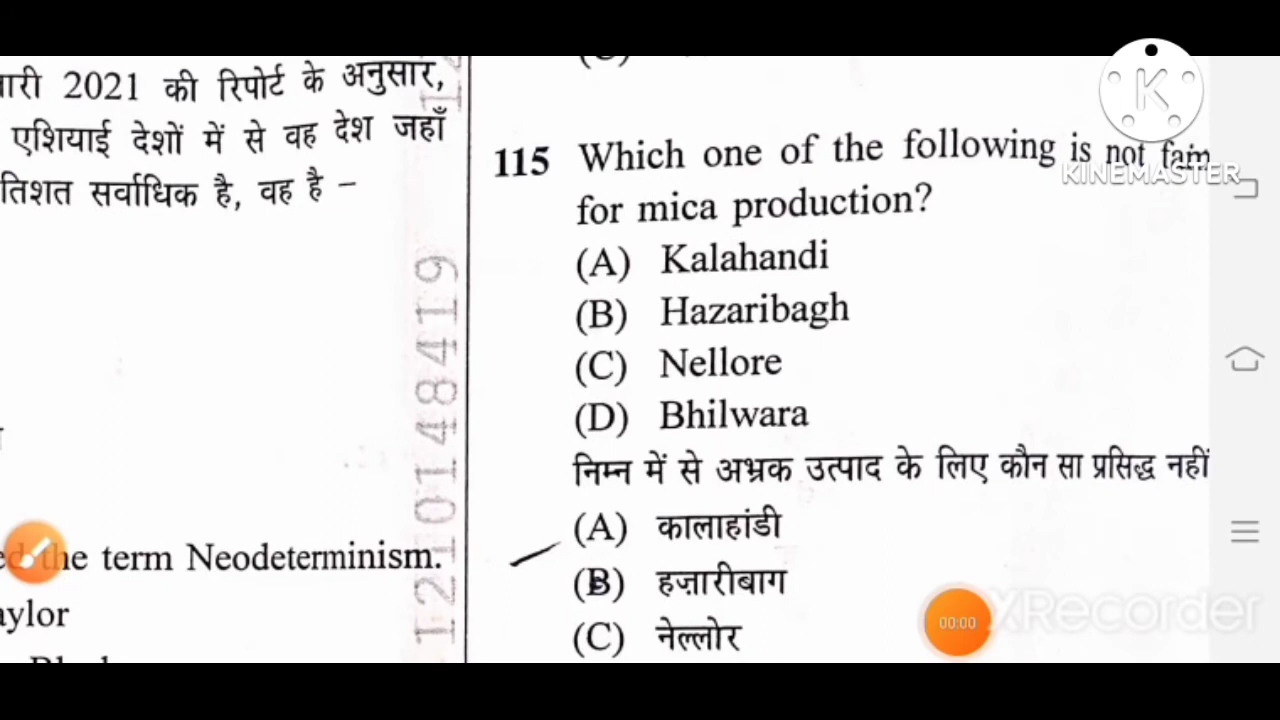 ारी 2021 की रिपोर्ट के अनुसार,
एशियाई देशों में से वह देश जहाँ
तिशत सर्वाधिक है, वह है –
the term Neodeterminism.
aylor
1210148419
115 Which one of the following is not fam
for mica production?
(A) Kalahandi
(B) Hazaribagh
(C) Nellore
(D) Bhilwara
निम्न में से अभ्रक उत्पाद के लिए कौन सा प्रसिद्ध नहीं
(A) कालाहांडी
(B) हज़ारीबाग
(C) नेल्लोर
K
KINEMASTER
00:00
XRecorder